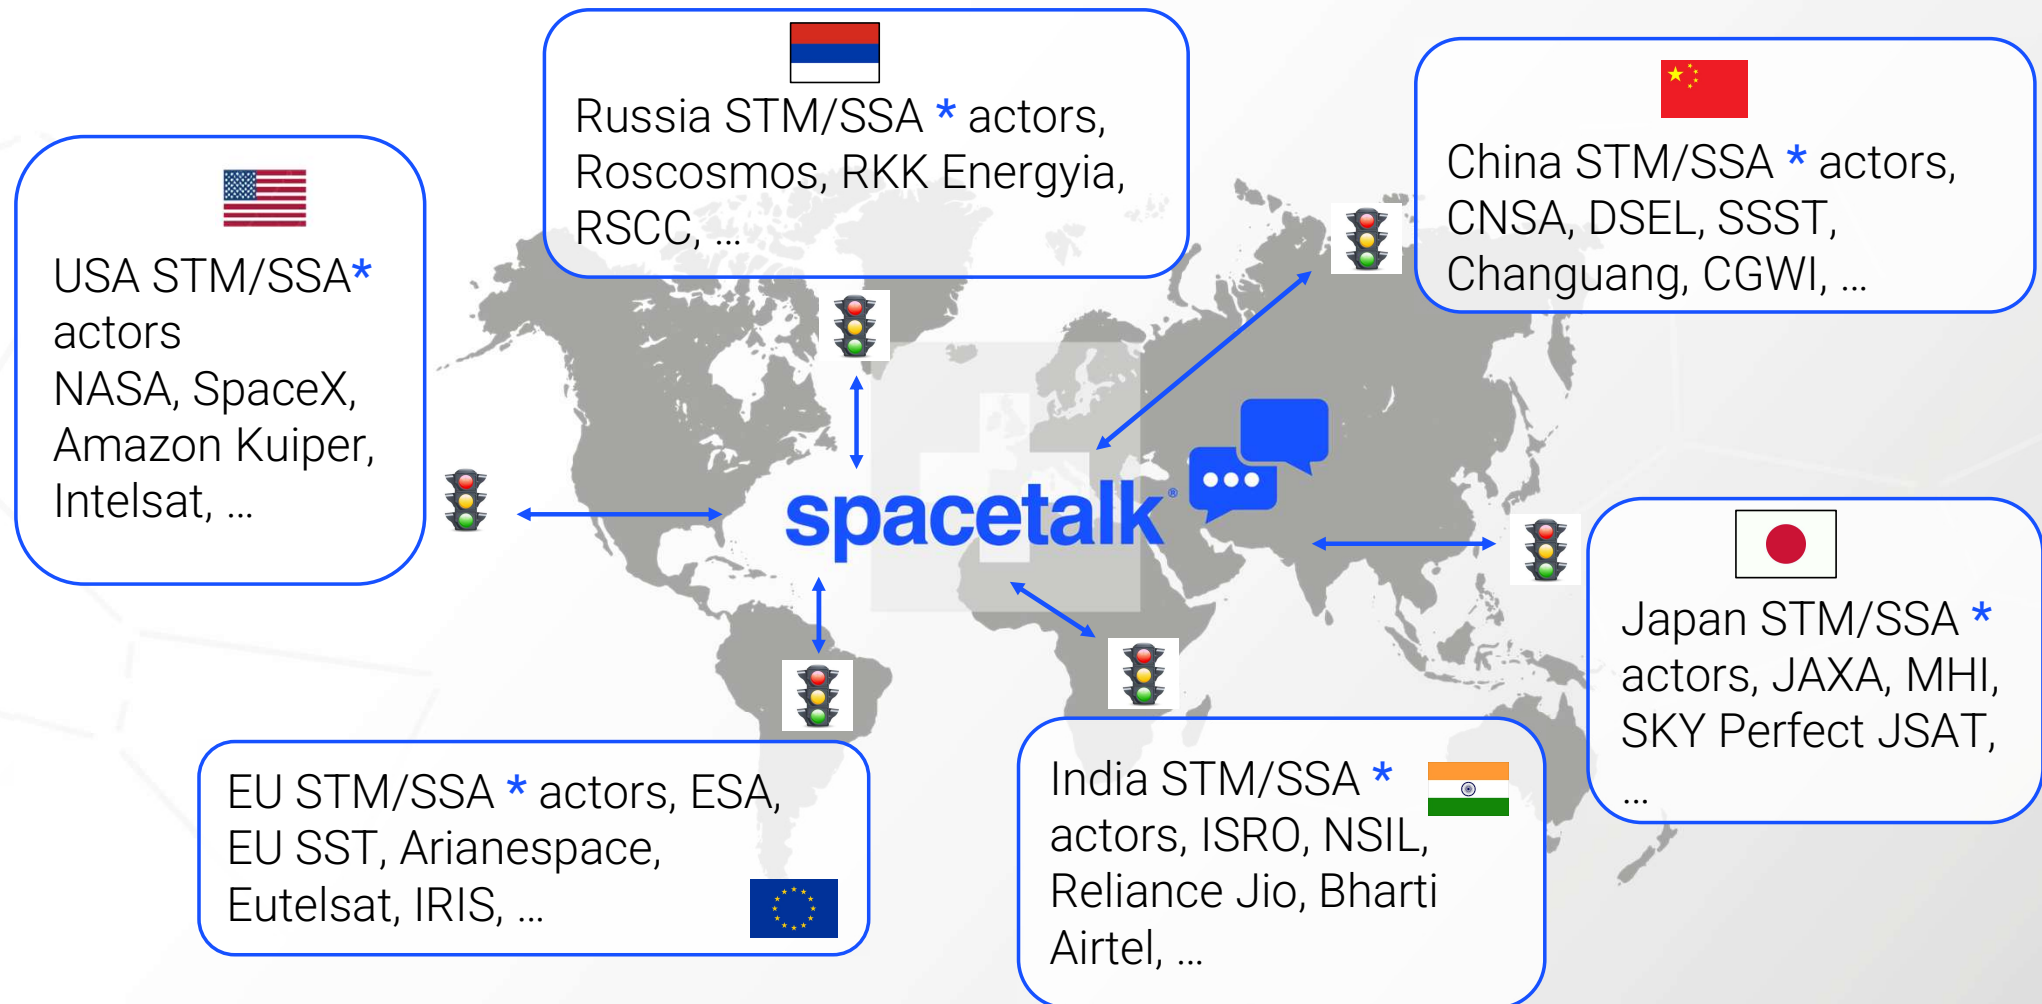 Russia STM/SSA * actors,
Roscosmos, RKK Energyia,
RSCC, ...
China STM/SSA * actors,
CNSA, DSEL, SSST,
Changuang, CGWI, ...
USA STM/SSA*
actors
NASA, SpaceX,
Amazon Kuiper,
Intelsat, ...
spacetalk®
Japan STM/SSA *
actors, JAXA, MHI,
SKY Perfect JSAT,
...
EU STM/SSA * actors, ESA,
EU SST, Arianespace,
Eutelsat, IRIS, ...
India STM/SSA *
actors, ISRO, NSIL,
Reliance Jio, Bharti
Airtel, ...